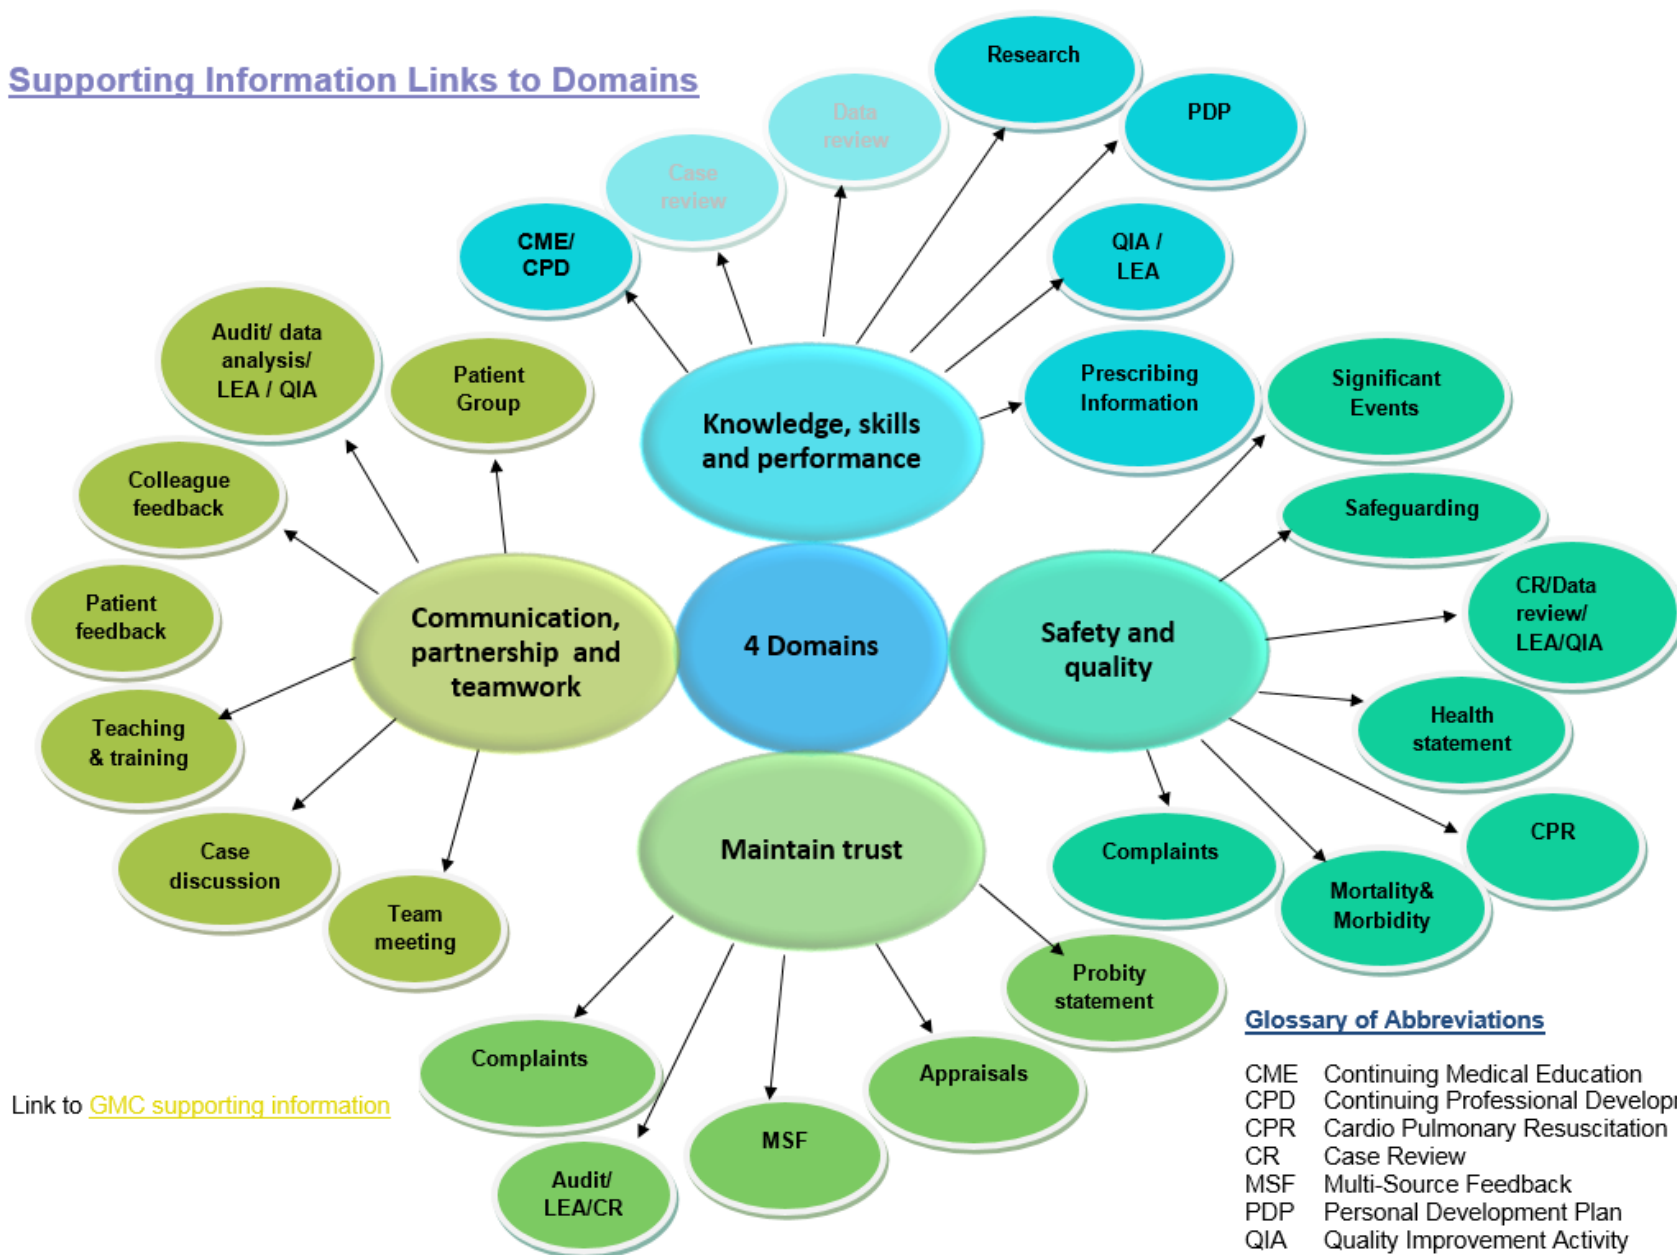 Supporting Information Links to Domains
Research
PDP
Data
review
Case
review
CME/
CPD
QIA /
LEA
Prescribing
Information
Knowledge, skills
and performance
Audit/ data
analysis/
LEA / QIA
Patient
Group
Colleague
feedback
Patient
feedback
Teaching
& training
Case
discussion
Team
meeting
Communication,
partnership and
teamwork
4 Domains
Safety and
quality
Significant
Events
Safeguarding
CR/Data
review/
LEA/QIA
Health
statement
CPR
Mortality&
Morbidity
Complaints
Maintain trust
Probity
statement
Appraisals
MSF
Audit/
LEA/CR
Complaints
Link to GMC supporting information
Glossary of Abbreviations
CME Continuing Medical Education
CPD Continuing Professional Develop
CPR Cardio Pulmonary Resuscitation
CR Case Review
MSF Multi-Source Feedback
PDP Personal Development Plan
QIA Quality Improvement Activity